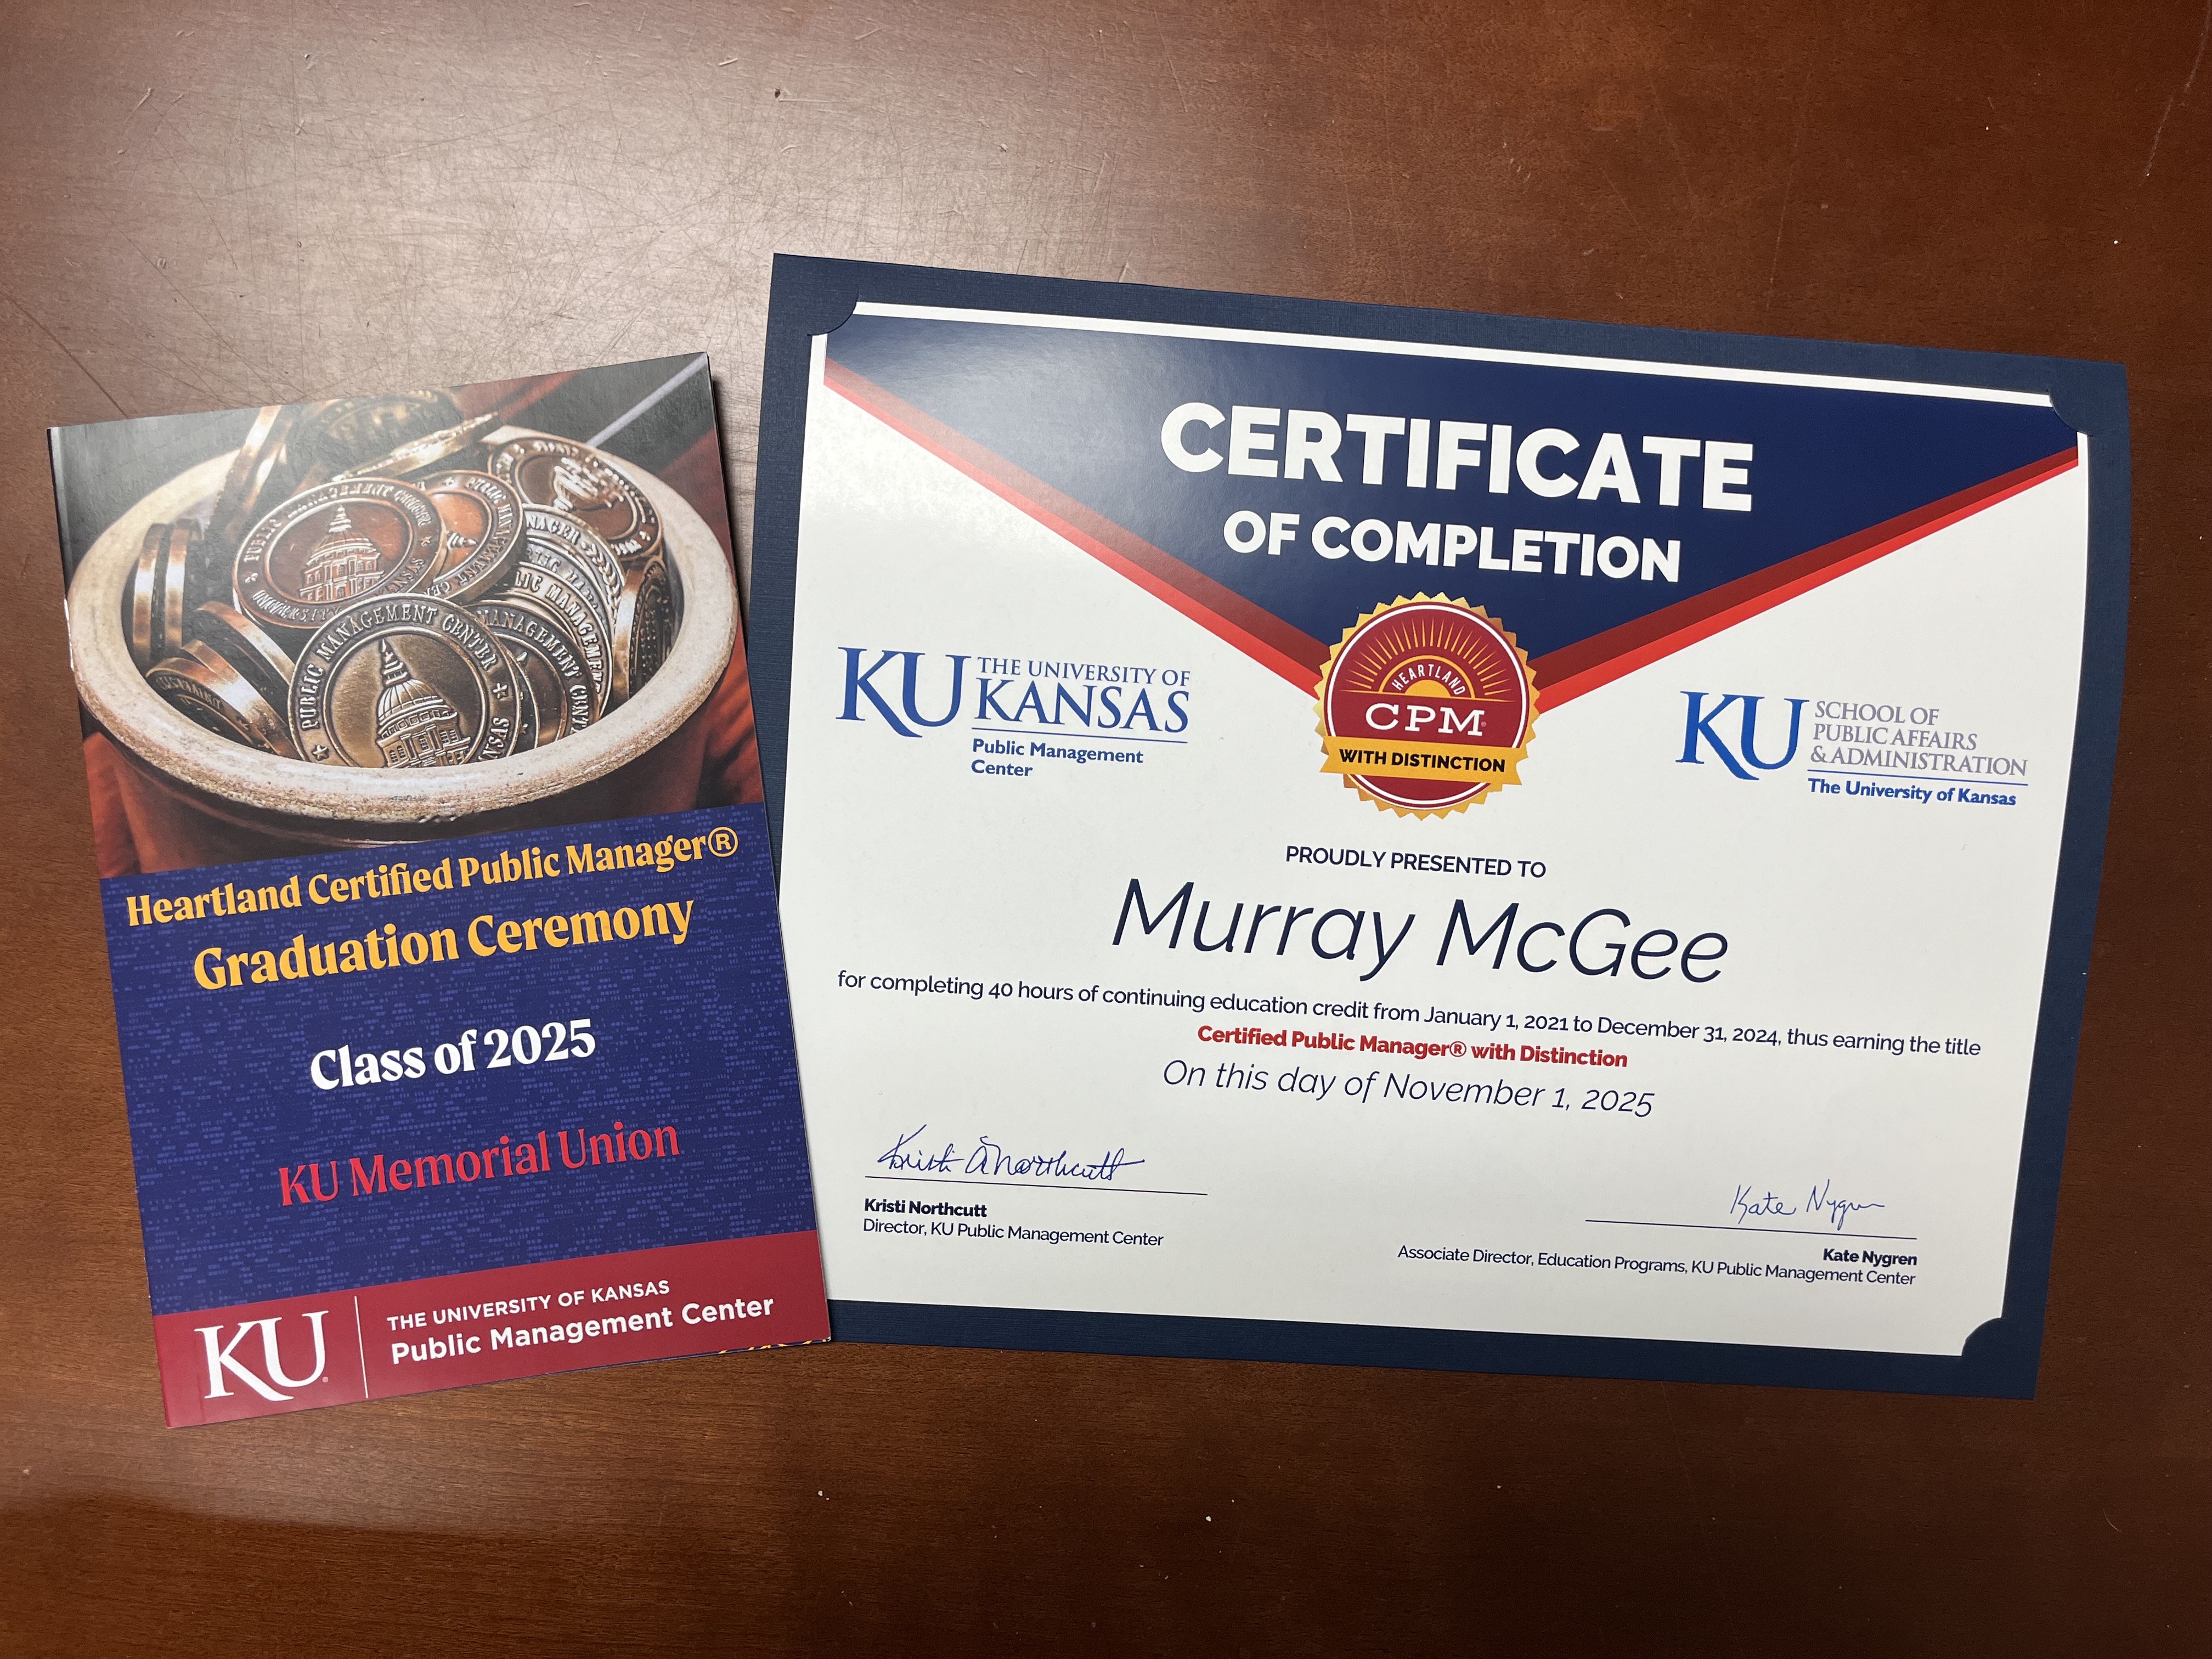 PUBLIC MANAGEMENT CENTER
PUBLIC MANAGEMENT
Heartland Certified Public Manager®
Graduation Ceremony
Class of 2025
KU Memorial Union
KU
THE UNIVERSITY OF KANSAS
Public Management Center
CERTIFICATE
OF COMPLETION
KU THE UNIVERSITY OF
KANSAS
Public Management
Center
HEARTLAND
CPM
WITH DISTINCTION
KU SCHOOL OF
PUBLIC AFFAIRS
& ADMINISTRATION
The University of Kansas
PROUDLY PRESENTED TO
Murray McGee
for completing 40 hours of continuing education credit from January 1, 2021 to December 31, 2024, thus earning the title
Certified Public Manager® with Distinction
On this day of November 1, 2025
Kristi Northcutt
Director, KU Public Management Center
Kate Nygren
Kate Nygren
Associate Director, Education Programs, KU Public Management Center